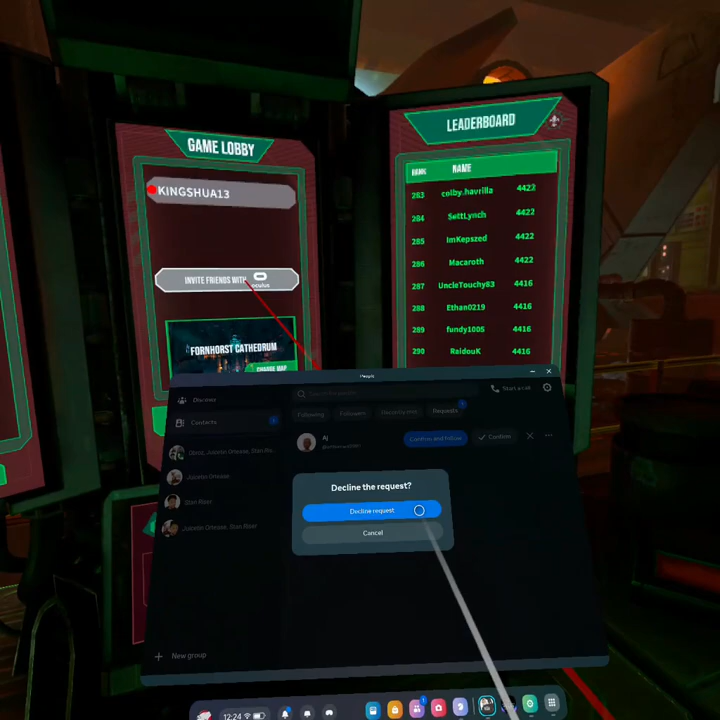 GAME LOBBY
KINGSHUA13
INVITE FRIENDS WITH
oculus
FORNHORST CATHEDRUM
CHANGE MAP
LEADERBOARD
RANK NAME
283 colby.havrilla 4423
284 SettLynch 4422
285 ImKepszed 4422
286 Macaroth 4422
287 UncleTouchy83 4416
288 Ethan0219 4416
289 fundy1005 4416
290 RaidouK 4416
People
Discover
Contacts
Following
Followers
Requests
Start a call
Aj
Confirm and follow
Confirm
Decline the request?
Decline request
Cancel
New group
12:24